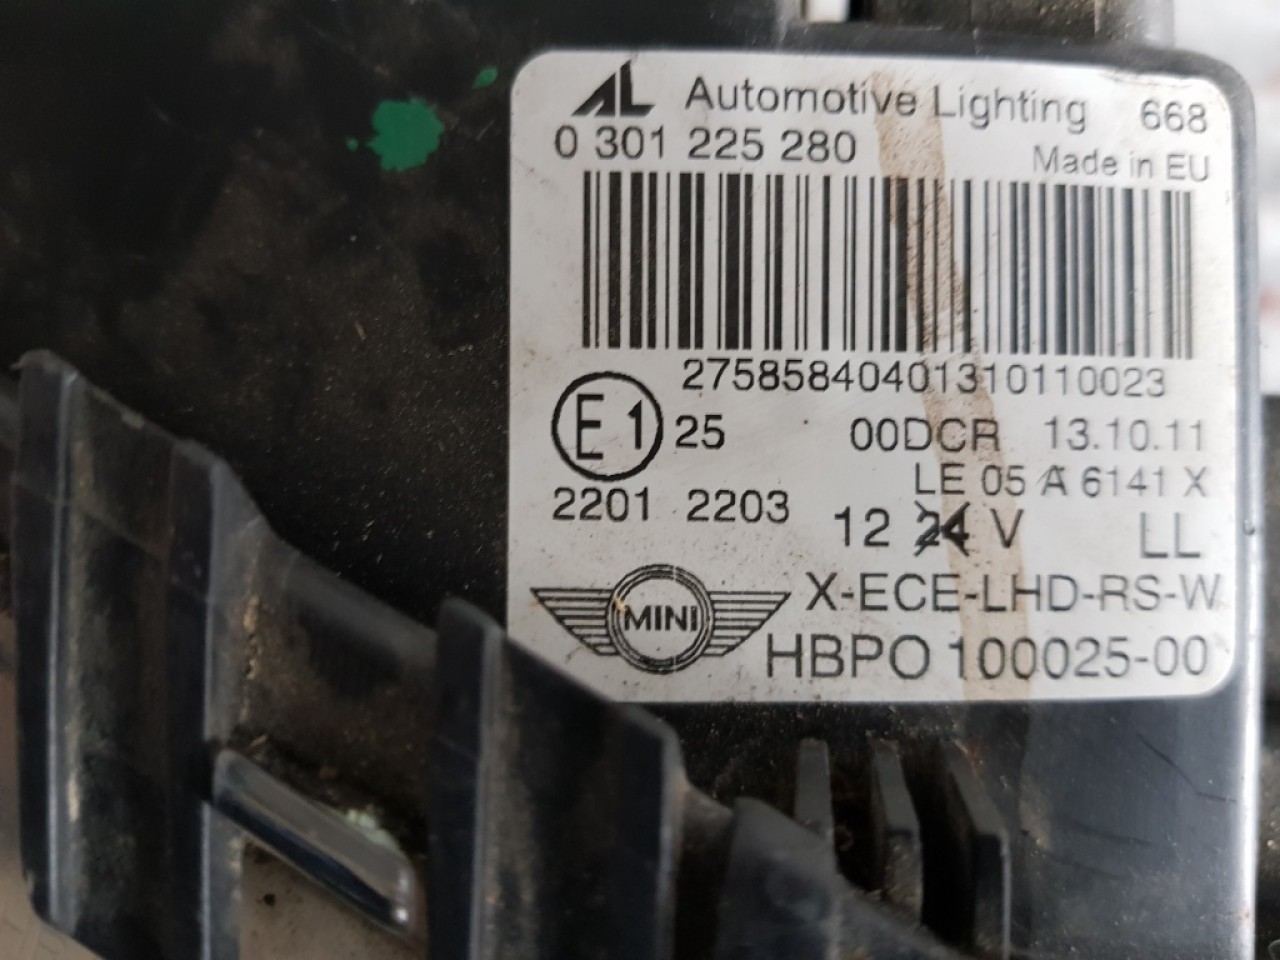 AL Automotive Lighting 668
0 301 225 280 Made in EU
27585840401310110023
E1 25 00DCR 13.10.11
LE 05 A 6141 X
2201 2203 12 24 V LL
MINI X-ECE-LHD-RS-W
HBPO 100025-00